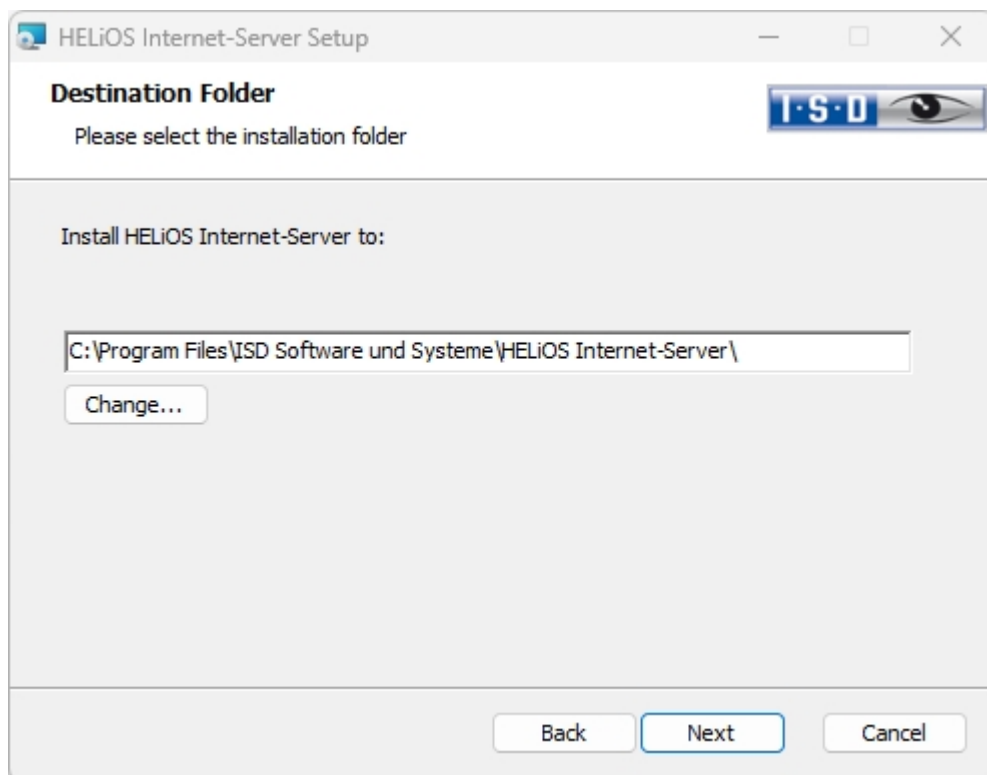 HELiOS Internet-Server Setup
Destination Folder
I·S·D
Please select the installation folder
Install HELiOS Internet-Server to:
C:\Program Files\ISD Software und Systeme\HELiOS Internet-Server\
Change...
Back
Next
Cancel